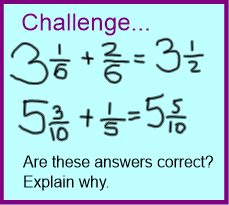 Challenge...
3 1/6 + 2/6 = 3 1/2
5 3/10 + 1/5 = 5 5/10
Are these answers correct?
Explain why.